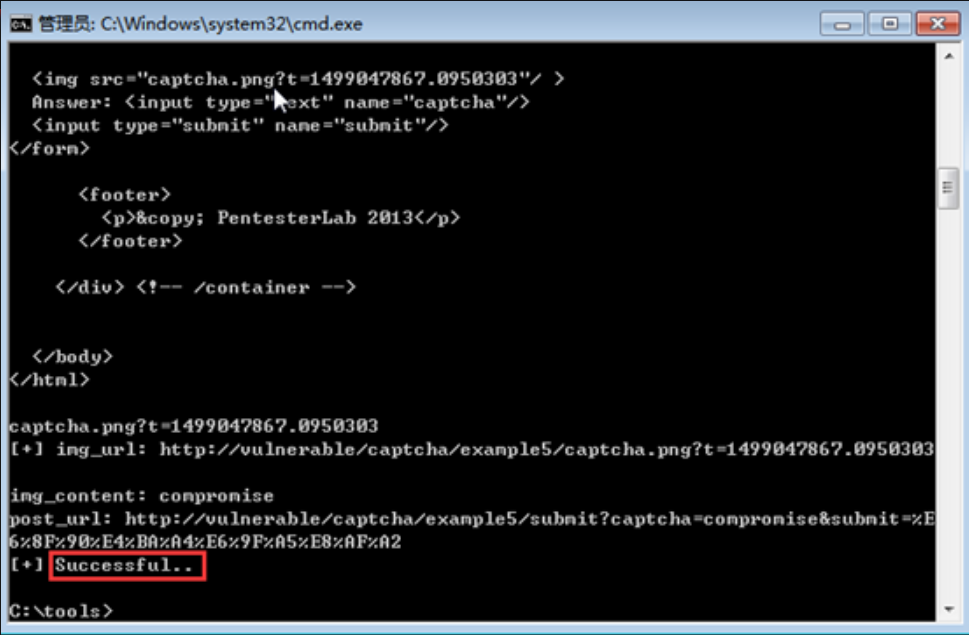 管理员: C:\Windows\system32\cmd.exe
<img src="captcha.png?t=1499047867.0950303"/ >
Answer: <input type="text" name="captcha"/>
<input type="submit" name="submit"/>
</form>
<footer>
<p>&copy; PentesterLab 2013</p>
</footer>
</div> <!-- /container -->
</body>
</html>
captcha.png?t=1499047867.0950303
[+] img_url: http://vulnerable/captcha/example5/captcha.png?t=1499047867.0950303
img_content: compromise
post_url: http://vulnerable/captcha/example5/submit?captcha=compromise&submit=%E
6%8F%90%E4%BA%A4%E6%9F%A5%E8%AF%A2
[+] Successful..
C:\tools>